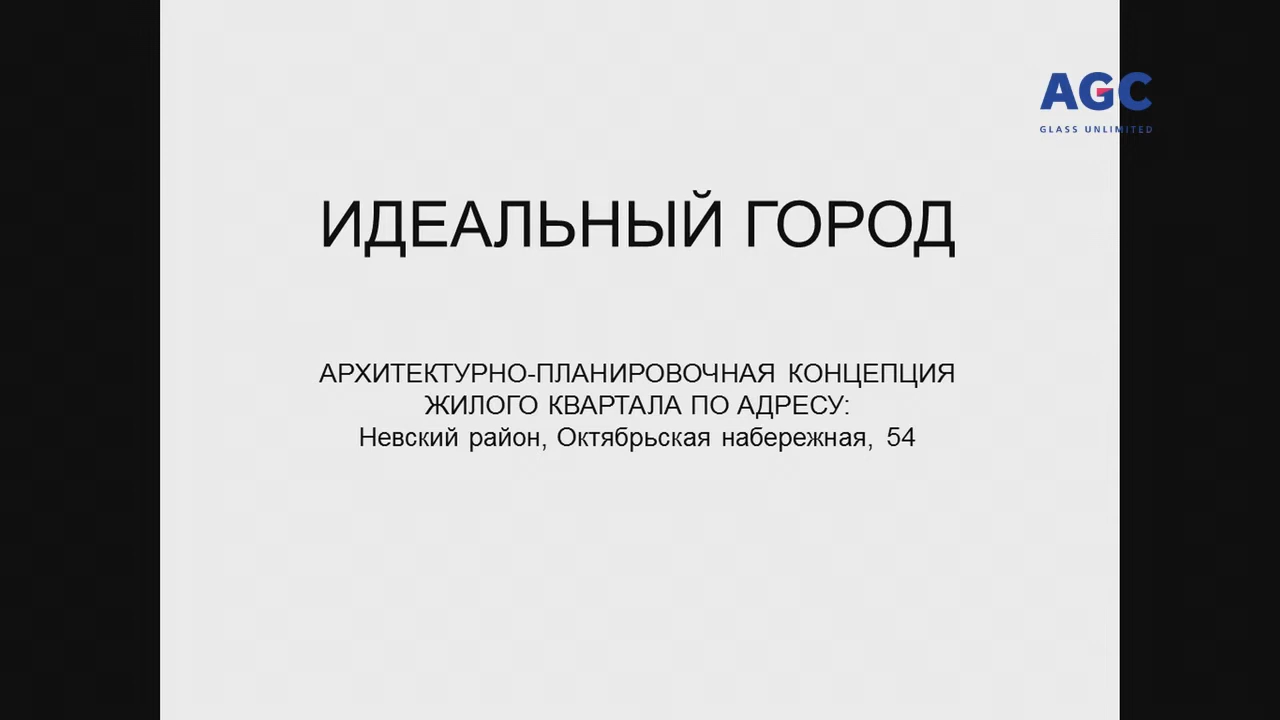 AGC
GLASS UNLIMITED
ИДЕАЛЬНЫЙ ГОРОД
АРХИТЕКТУРНО-ПЛАНИРОВОЧНАЯ КОНЦЕПЦИЯ
ЖИЛОГО КВАРТАЛА ПО АДРЕСУ:
Невский район, Октябрьская набережная, 54